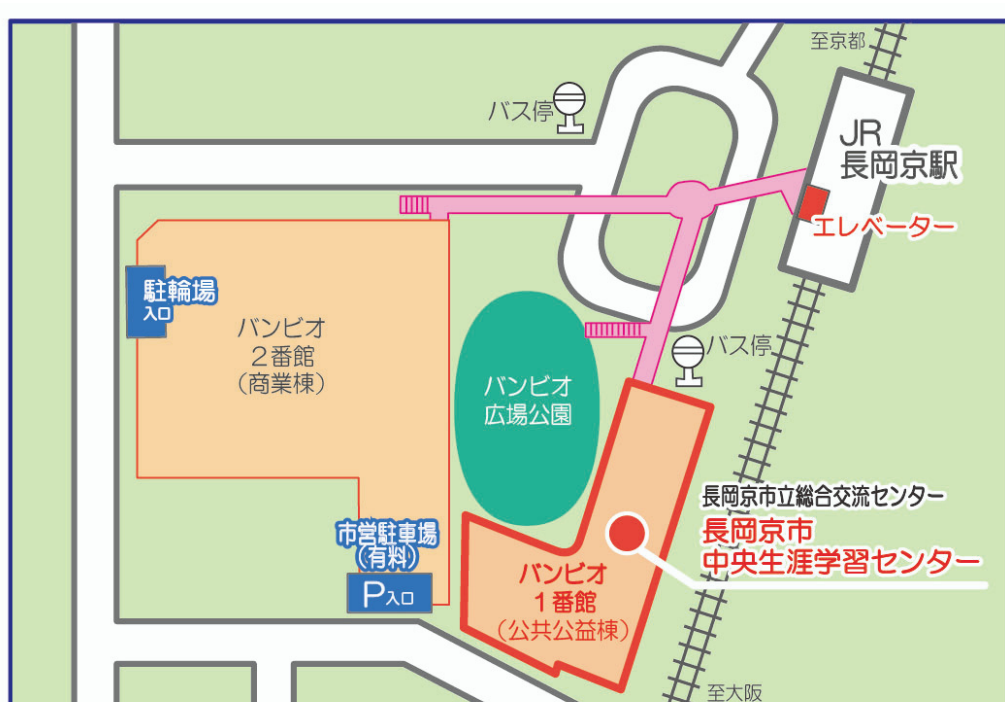 至京都
バス停
JR
長岡京駅
エレベーター
駐輪場
入口
バンビオ
2番館
(商業棟)
バス停
バンビオ
広場公園
長岡京市立総合交流センター
長岡京市
中央生涯学習センター
市営駐車場
(有料)
P入口
バンビオ
1番館
(公共公益棟)
至大阪